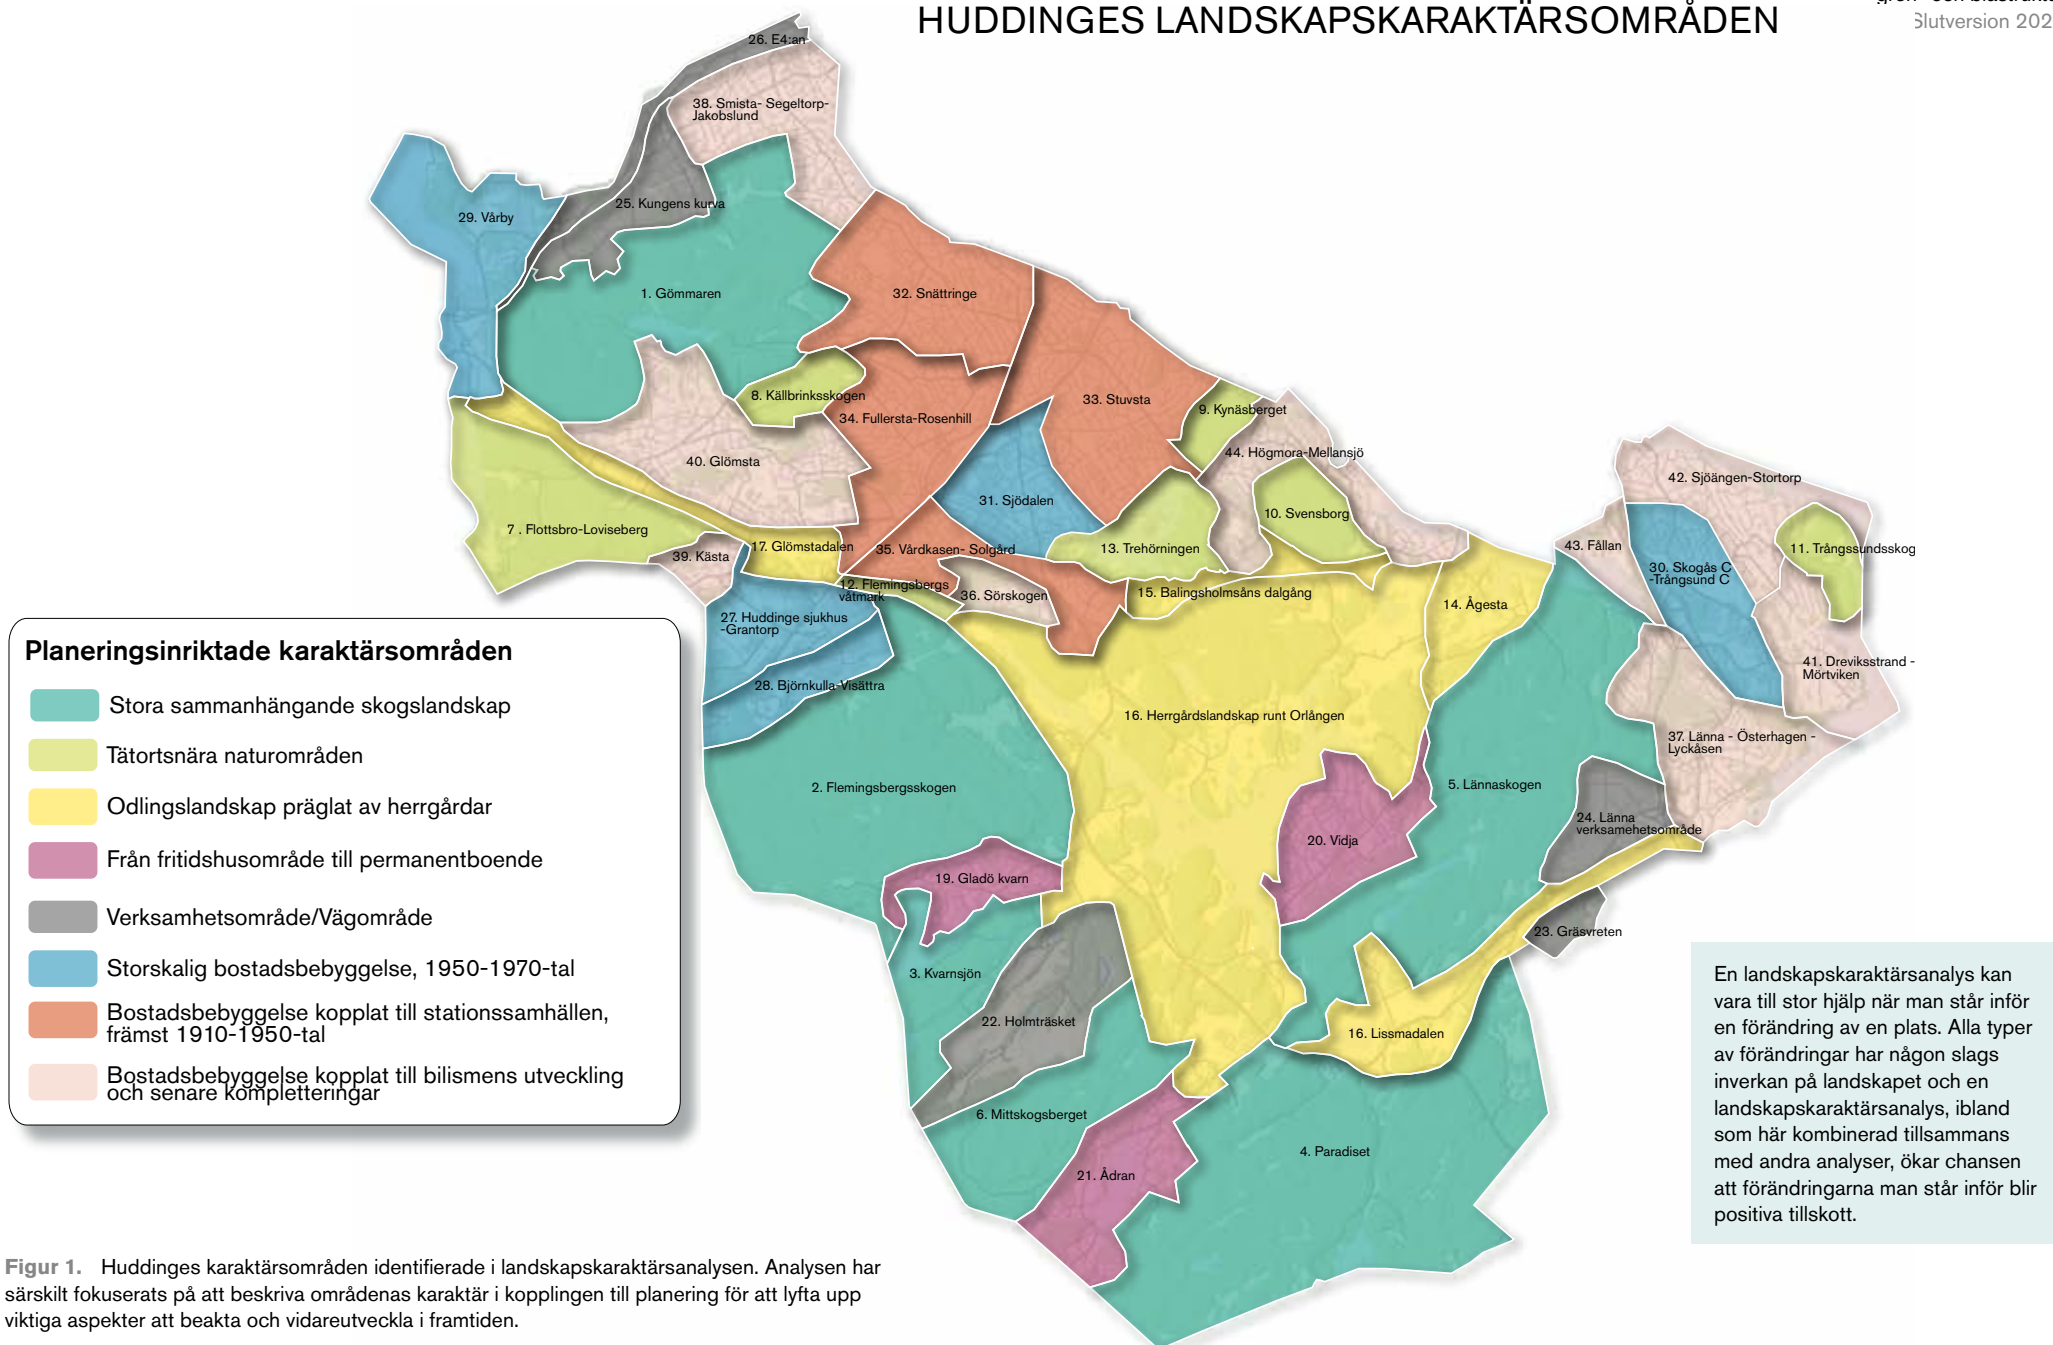 HUDDINGES LANDSKAPSKARAKTÄRSOMRÅDEN
Slutversion 202
26. E4:an
38. Smista- Segeltorp-
Jakobslund
29. Vårby
25. Kungens kurva
1. Gömmaren
32. Snättringe
8. Källbrinksskogen
33. Stuvsta
34. Fullersta-Rosenhill
9. Kynäsberget
40. Glömsta
44. Högmora-Mellansjö
42. Sjöängen-Stortorp
31. Sjödalen
10. Svensborg
7 . Flottsbro-Loviseberg
39. Kästa
17. Glömstadalen
35. Vårdkasen- Solgård
13. Trehörningen
43. Fållan
11. Trångssundsskog
30. Skogås C
-Trångsund C
12. Flemingsbergs
våtmark
36. Sörskogen
15. Balingsholmsåns dalgång
14. Ågesta
27. Huddinge sjukhus
-Grantorp
28. Björnkulla-Visättra
41. Dreviksstrand -
Mörtviken
16. Herrgårdslandskap runt Orlången
37. Länna - Österhagen -
Lyckåsen
2. Flemingsbergsskogen
5. Lännaskogen
24. Länna
verksamehetsområde
20. Vidja
19. Gladö kvarn
23. Gräsvreten
3. Kvarnsjön
22. Holmträsket
16. Lissmadalen
6. Mittskogsberget
4. Paradiset
21. Ådran
Planeringsinriktade karaktärsområden
Stora sammanhängande skogslandskap
Tätortsnära naturområden
Odlingslandskap präglat av herrgårdar
Från fritidshusområde till permanentboende
Verksamhetsområde/Vägområde
Storskalig bostadsbebyggelse, 1950-1970-tal
Bostadsbebyggelse kopplat till stationssamhällen,
främst 1910-1950-tal
Bostadsbebyggelse kopplat till bilismens utveckling
och senare kompletteringar
En landskapskaraktärsanalys kan
vara till stor hjälp när man står inför
en förändring av en plats. Alla typer
av förändringar har någon slags
inverkan på landskapet och en
landskapskaraktärsanalys, ibland
som här kombinerad tillsammans
med andra analyser, ökar chansen
att förändringarna man står inför blir
positiva tillskott.
Figur 1. Huddinges karaktärsområden identifierade i landskapskaraktärsanalysen. Analysen har
särskilt fokuserats på att beskriva områdenas karaktär i kopplingen till planering för att lyfta upp
viktiga aspekter att beakta och vidareutveckla i framtiden.